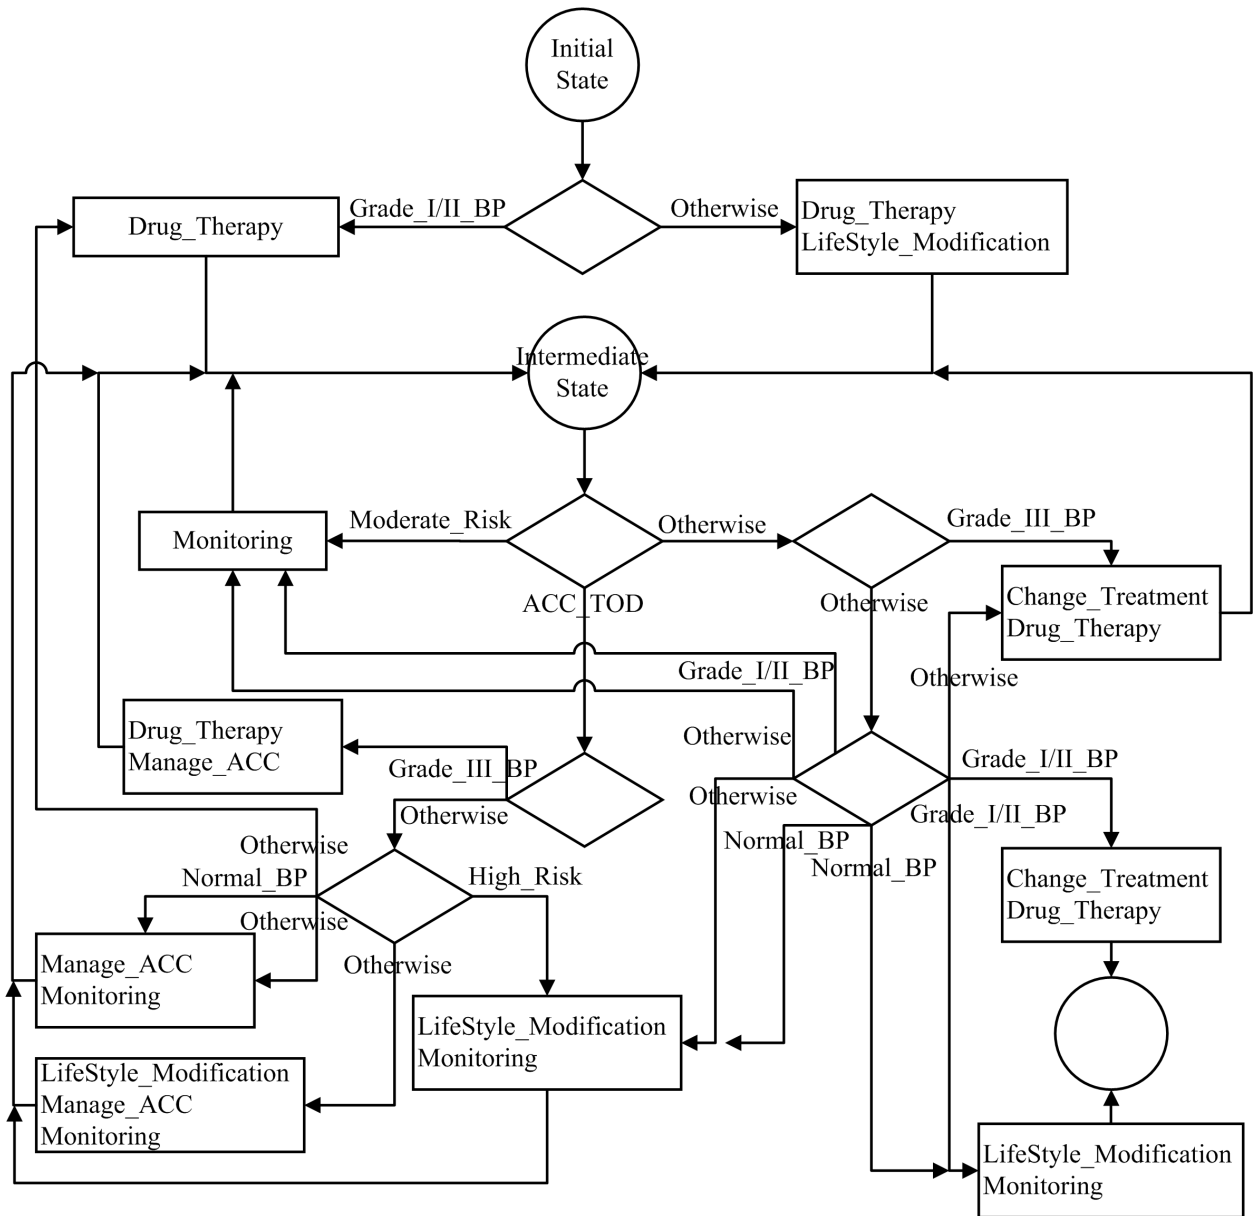 Initial
State
Grade_I/II_BP
Otherwise
Drug_Therapy
Drug_Therapy
LifeStyle_Modification
Intermediate
State
Moderate_Risk
Otherwise
Grade_III_BP
Monitoring
ACC_TOD
Otherwise
Change_Treatment
Drug_Therapy
Grade_I/II_BP
Otherwise
Drug_Therapy
Manage_ACC
Otherwise
Grade_III_BP
Grade_I/II_BP
Otherwise
Otherwise
Grade_I/II_BP
Otherwise
Normal_BP
Normal_BP
Normal_BP
High_Risk
Change_Treatment
Drug_Therapy
Otherwise
Manage_ACC
Monitoring
Otherwise
LifeStyle_Modification
Monitoring
LifeStyle_Modification
Manage_ACC
Monitoring
LifeStyle_Modification
Monitoring